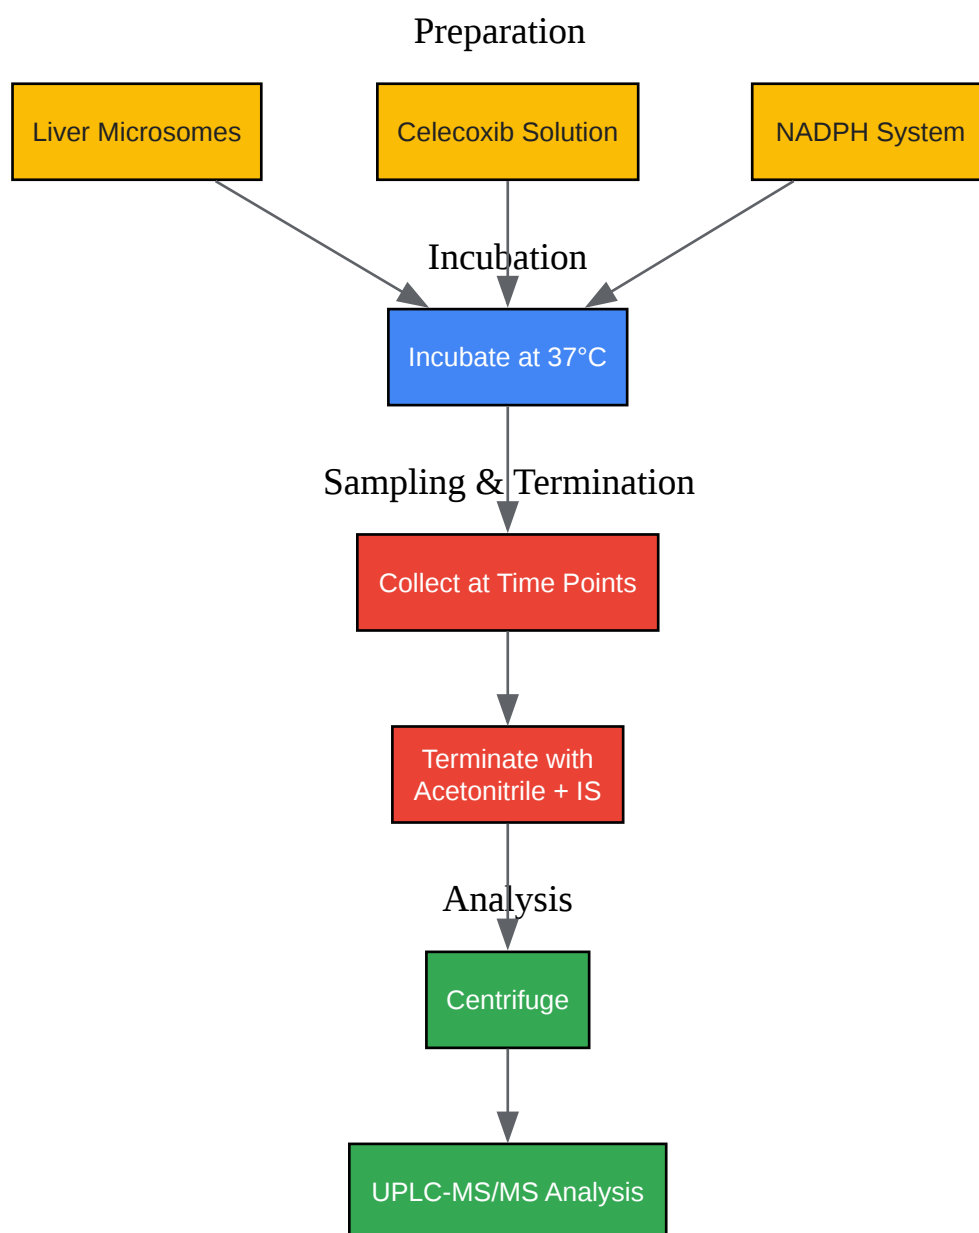 Preparation
Liver Microsomes
Celecoxib Solution
NADPH System
Incubation
Incubate at 37°C
Sampling & Termination
Collect at Time Points
Terminate with
Acetonitrile + IS
Analysis
Centrifuge
UPLC-MS/MS Analysis